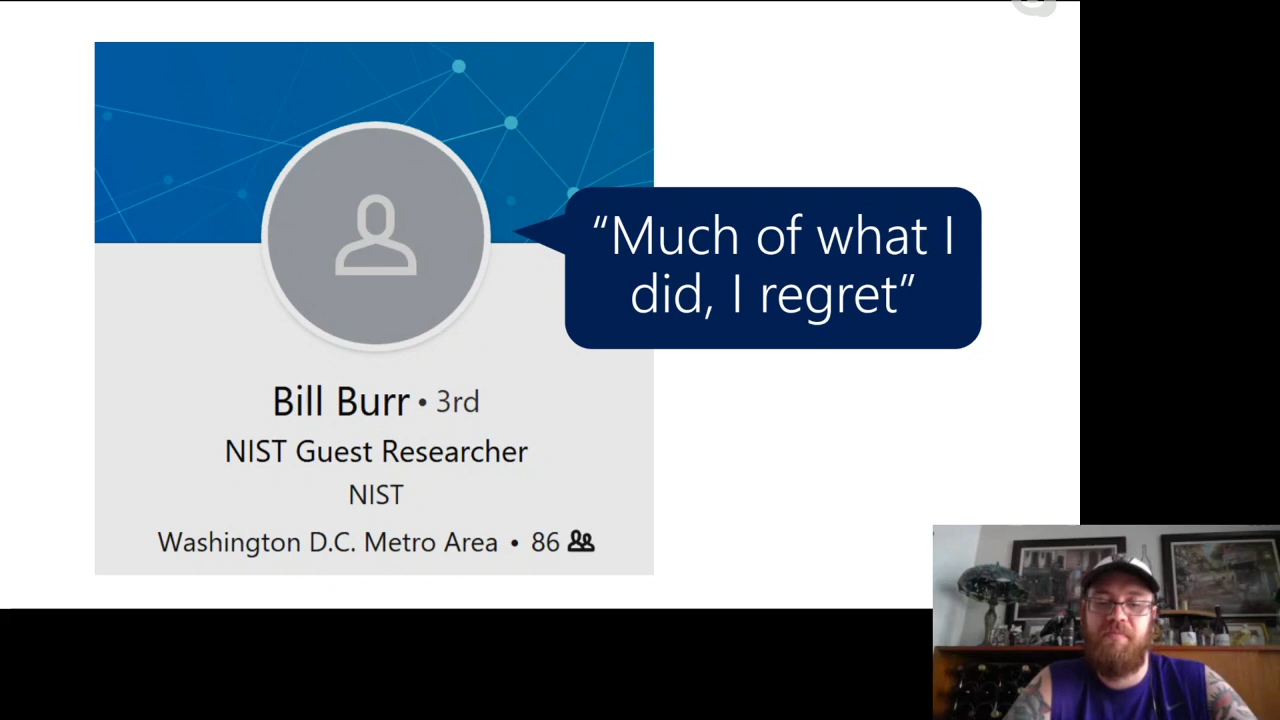 “Much of what I
did, I regret”
Bill Burr • 3rd
NIST Guest Researcher
NIST
Washington D.C. Metro Area • 86